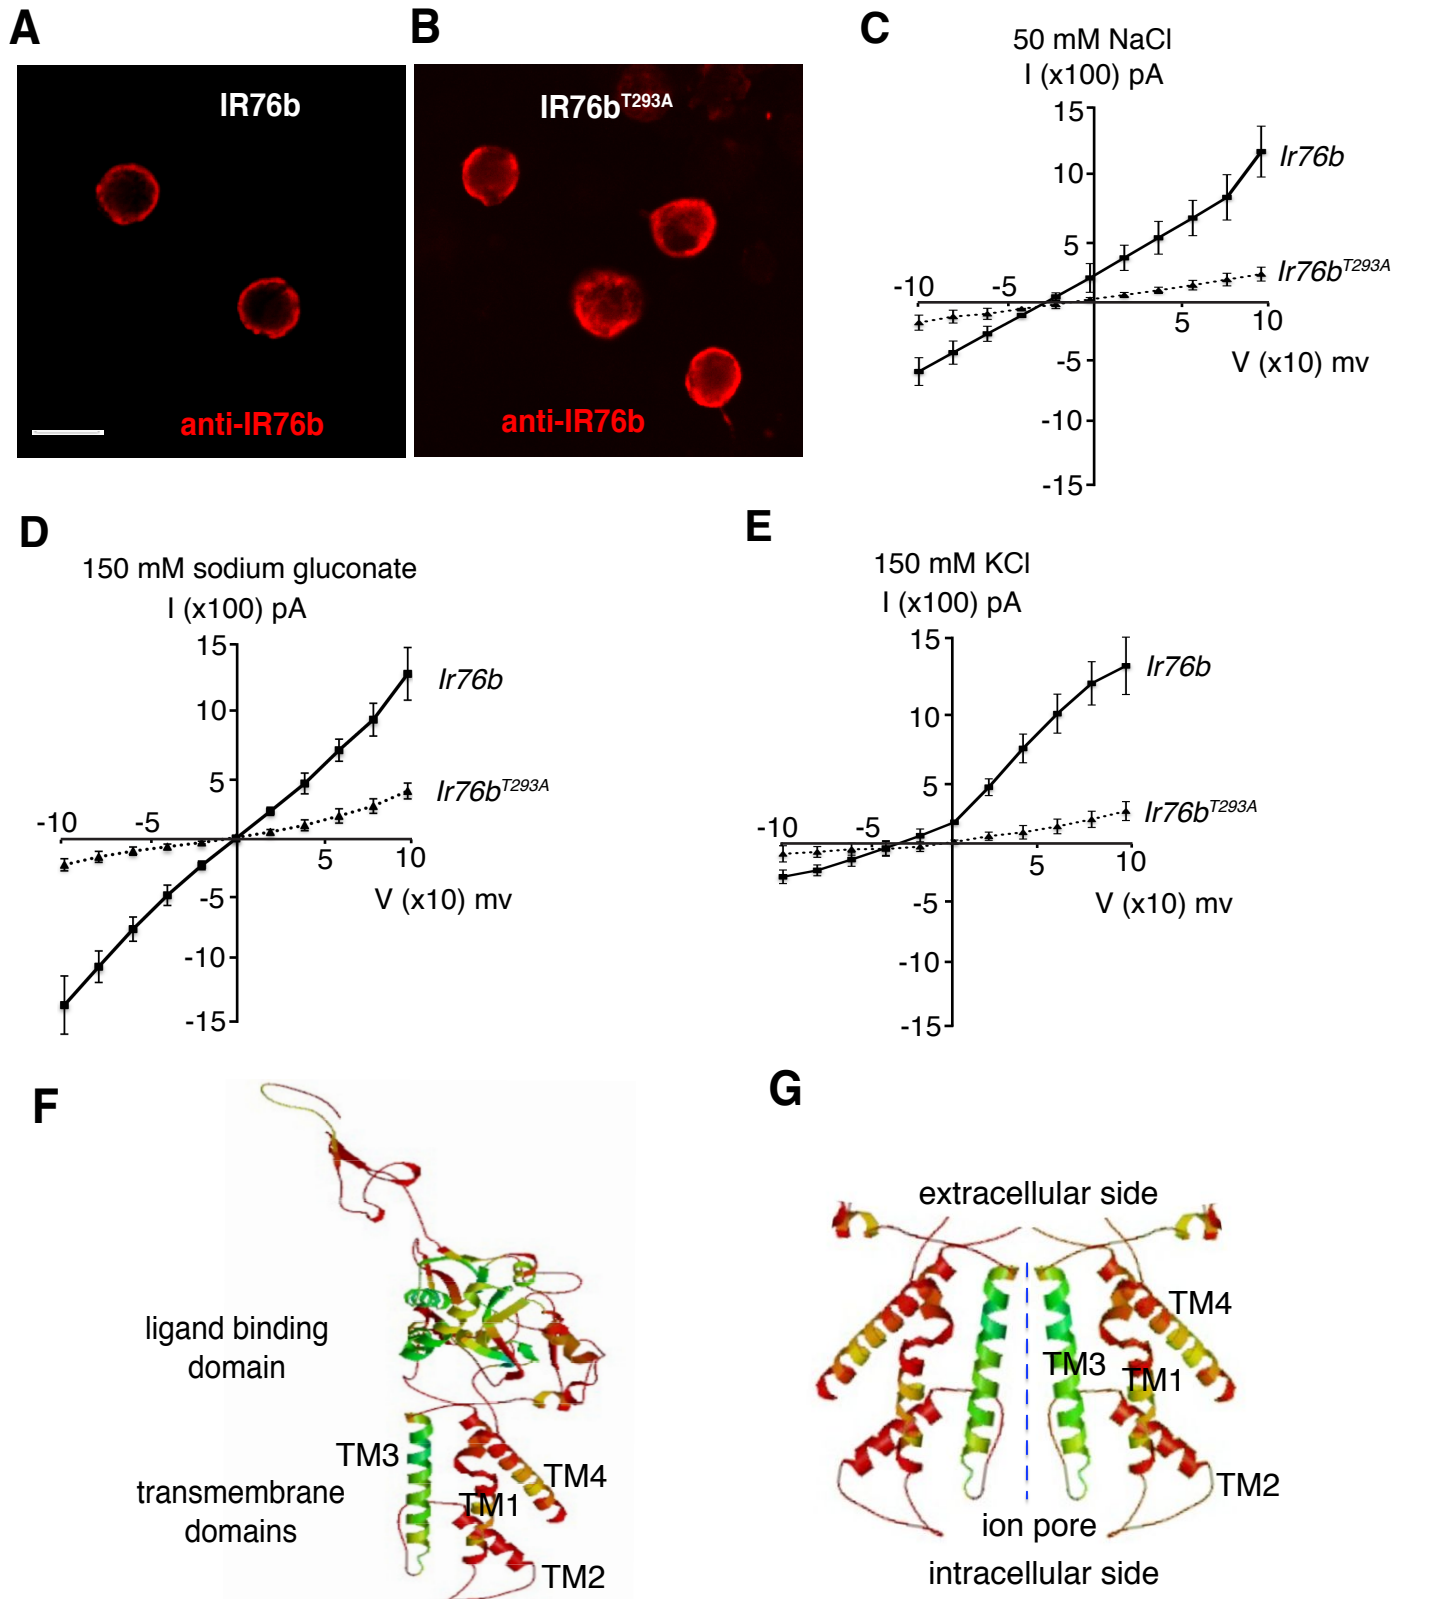 A
IR76b
anti-IR76b
B
IR76bT293A
anti-IR76b
C
50 mM NaCl
I (x100) pA
15
10
5
-5
-10
-15
-10
-5
5
10
V (x10) mv
Ir76b
Ir76bT293A
D
150 mM sodium gluconate
I (x100) pA
15
10
5
-5
-10
-15
-10
-5
5
10
V (x10) mv
Ir76b
Ir76bT293A
E
150 mM KCl
I (x100) pA
15
10
5
-5
-10
-15
-10
-5
5
10
V (x10) mv
Ir76b
Ir76bT293A
F
ligand binding
domain
TM3
TM4
TM1
transmembrane
domains
TM2
G
extracellular side
TM4
TM3
TM1
TM2
ion pore
intracellular side